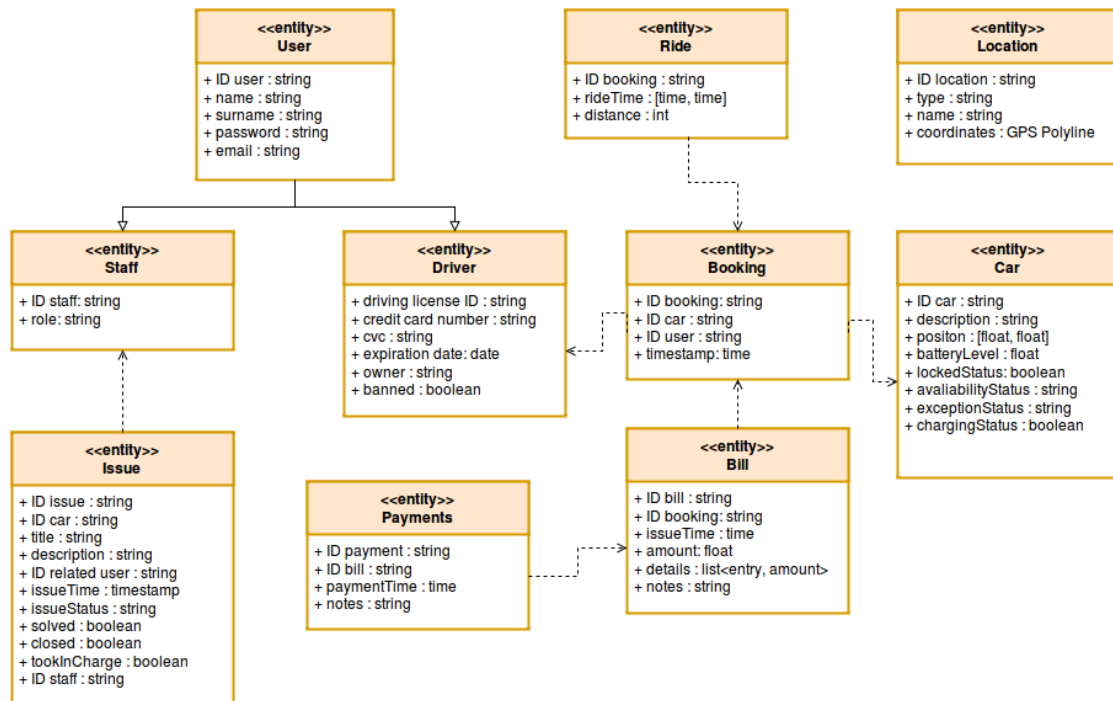 <<entity>>
User
+ ID user : string
+ name : string
+ surname : string
+ password : string
+ email : string
<<entity>>
Ride
+ ID booking : string
+ rideTime : [time, time]
+ distance : int
<<entity>>
Location
+ ID location : string
+ type : string
+ name : string
+ coordinates : GPS Polyline
<<entity>>
Staff
+ ID staff: string
+ role: string
<<entity>>
Driver
+ driving license ID : string
+ credit card number : string
+ cvc : string
+ expiration date: date
+ owner : string
+ banned : boolean
<<entity>>
Booking
+ ID booking: string
+ ID car : string
+ ID user : string
+ timestamp: time
<<entity>>
Car
+ ID car : string
+ description : string
+ positon : [float, float]
+ batteryLevel : float
+ lockedStatus: boolean
+ avaliabilityStatus : string
+ exceptionStatus : string
+ chargingStatus : boolean
<<entity>>
Issue
+ ID issue : string
+ ID car : string
+ title : string
+ description : string
+ ID related user : string
+ issueTime : timestamp
+ issueStatus : string
+ solved : boolean
+ closed : boolean
+ tookInCharge : boolean
+ ID staff : string
<<entity>>
Payments
+ ID payment : string
+ ID bill : string
+ paymentTime : time
+ notes : string
<<entity>>
Bill
+ ID bill : string
+ ID booking: string
+ issueTime : time
+ amount: float
+ details : list<entry, amount>
+ notes : string